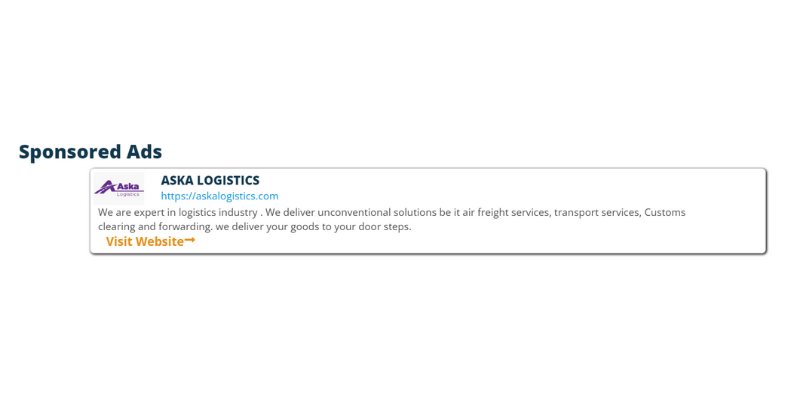 Sponsored Ads
Aska
Logistics
ASKA LOGISTICS
https://askalogistics.com
We are expert in logistics industry . We deliver unconventional solutions be it air freight services, transport services, Customs
clearing and forwarding. we deliver your goods to your door steps.
Visit Website